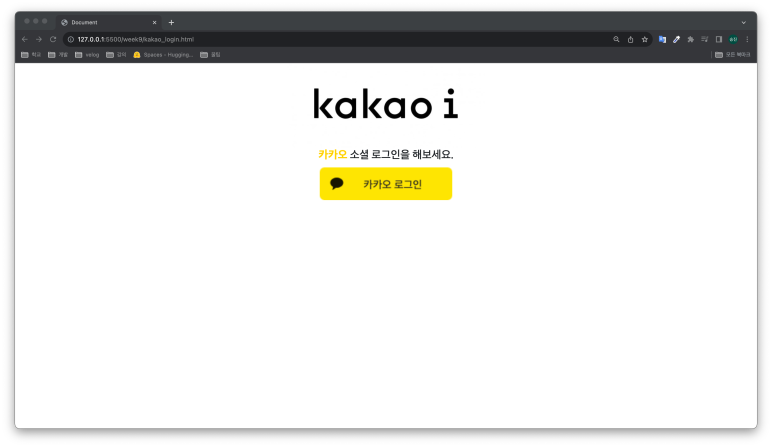 Document
127.0.0.1:5500/week9/kakao_login.html
학교 개발 velog 강의 Spaces - Hugging... 꿀팁 모든 북마크
kakao i
카카오 소셜 로그인을 해보세요.
카카오 로그인